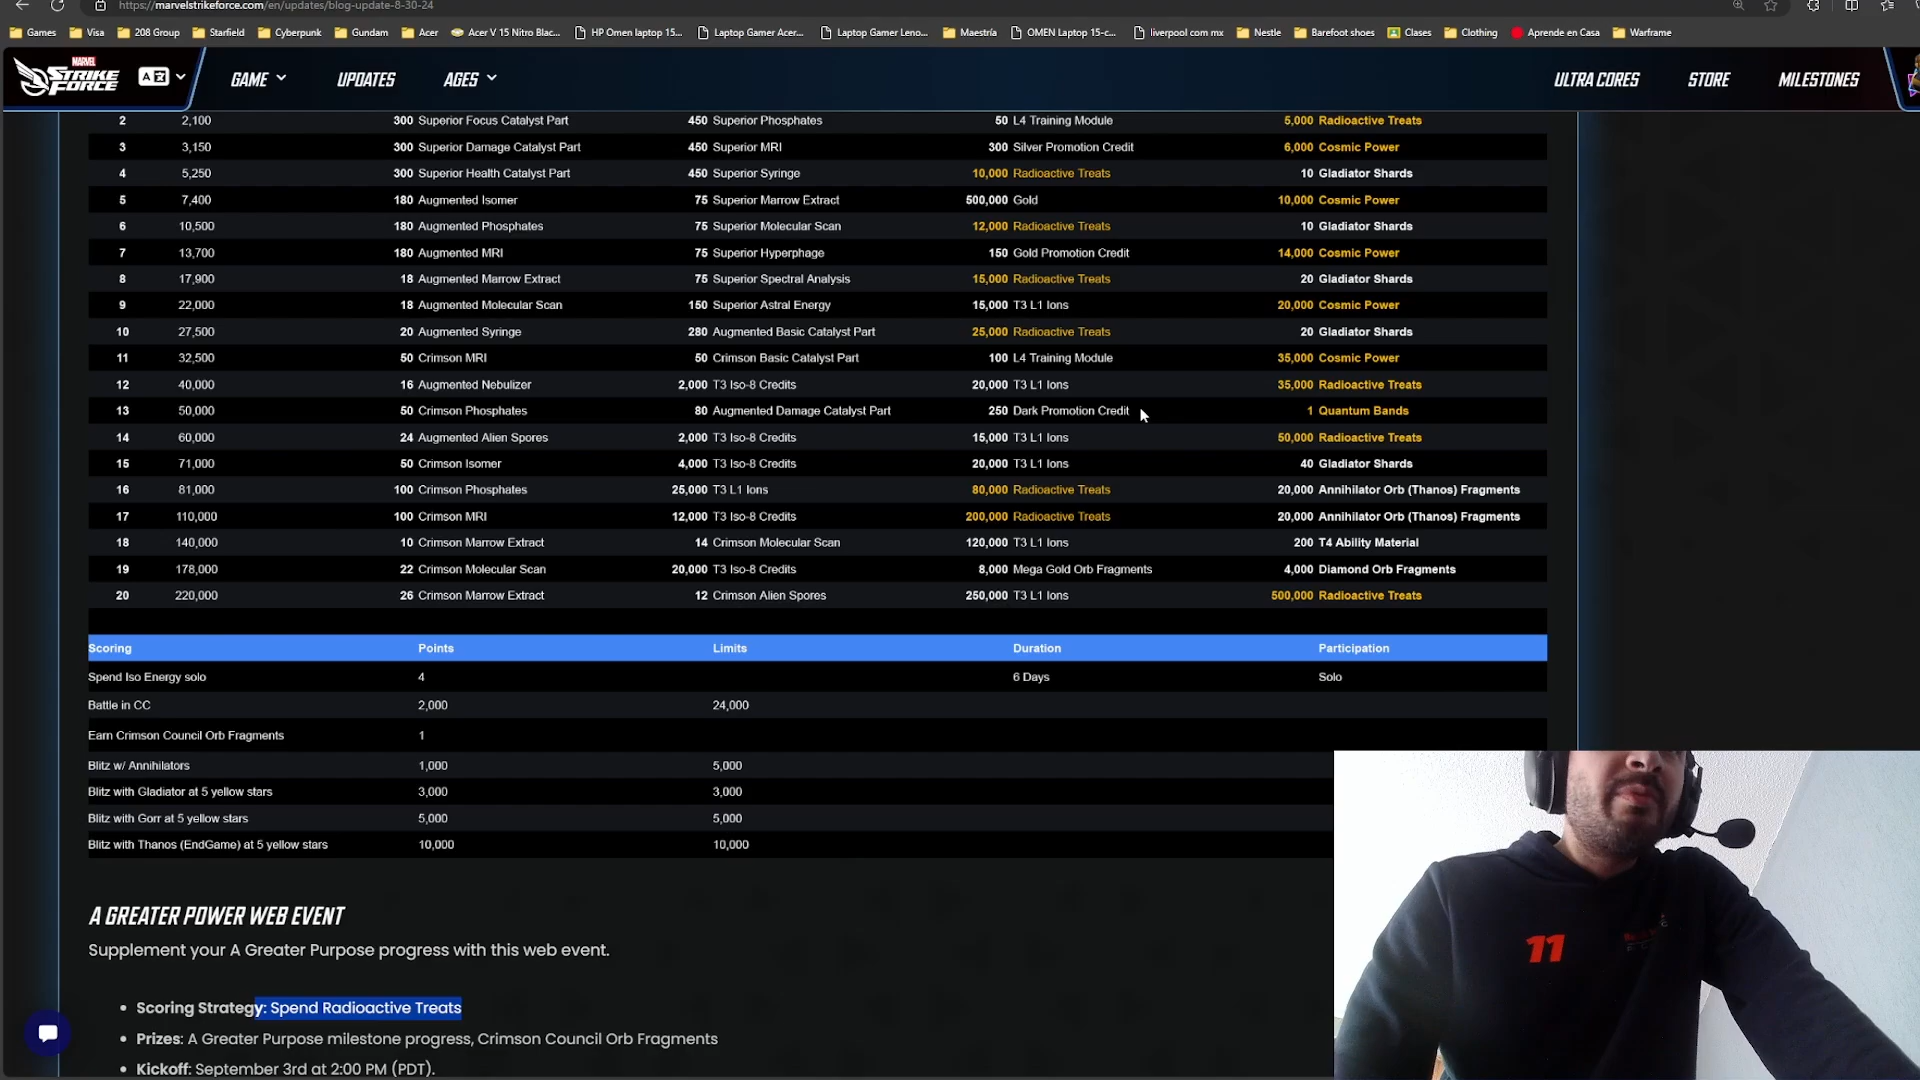 https://marvelstrikeforce.com/en/updates/blog-update-8-30-24
Games Visa 208 Group Starfield Cyberpunk Gundam Acer Acer V 15 Nitro Blac... HP Omen laptop 15... Laptop Gamer Acer... Laptop Gamer Leno... Maestría OMEN Laptop 15-c... liverpool com mx Nestle Barefoot shoes Clases Clothing Aprende en Casa Warframe
MARVEL STRIKE FORCE GAME UPDATES AGES ULTRA CORES STORE MILESTONES
2 2,100 300 Superior Focus Catalyst Part 450 Superior Phosphates 50 L4 Training Module 5,000 Radioactive Treats
3 3,150 300 Superior Damage Catalyst Part 450 Superior MRI 300 Silver Promotion Credit 6,000 Cosmic Power
4 5,250 300 Superior Health Catalyst Part 450 Superior Syringe 10,000 Radioactive Treats 10 Gladiator Shards
5 7,400 180 Augmented Isomer 75 Superior Marrow Extract 500,000 Gold 10,000 Cosmic Power
6 10,500 180 Augmented Phosphates 75 Superior Molecular Scan 12,000 Radioactive Treats 10 Gladiator Shards
7 13,700 180 Augmented MRI 75 Superior Hyperphage 150 Gold Promotion Credit 14,000 Cosmic Power
8 17,900 18 Augmented Marrow Extract 75 Superior Spectral Analysis 15,000 Radioactive Treats 20 Gladiator Shards
9 22,000 18 Augmented Molecular Scan 150 Superior Astral Energy 15,000 T3 L1 Ions 20,000 Cosmic Power
10 27,500 20 Augmented Syringe 280 Augmented Basic Catalyst Part 25,000 Radioactive Treats 20 Gladiator Shards
11 32,500 50 Crimson MRI 50 Crimson Basic Catalyst Part 100 L4 Training Module 35,000 Cosmic Power
12 40,000 16 Augmented Nebulizer 2,000 T3 Iso-8 Credits 20,000 T3 L1 Ions 35,000 Radioactive Treats
13 50,000 50 Crimson Phosphates 80 Augmented Damage Catalyst Part 250 Dark Promotion Credit 1 Quantum Bands
14 60,000 24 Augmented Alien Spores 2,000 T3 Iso-8 Credits 15,000 T3 L1 Ions 50,000 Radioactive Treats
15 71,000 50 Crimson Isomer 4,000 T3 Iso-8 Credits 20,000 T3 L1 Ions 40 Gladiator Shards
16 81,000 100 Crimson Phosphates 25,000 T3 L1 Ions 80,000 Radioactive Treats 20,000 Annihilator Orb (Thanos) Fragments
17 110,000 100 Crimson MRI 12,000 T3 Iso-8 Credits 200,000 Radioactive Treats 20,000 Annihilator Orb (Thanos) Fragments
18 140,000 10 Crimson Marrow Extract 14 Crimson Molecular Scan 120,000 T3 L1 Ions 200 T4 Ability Material
19 178,000 22 Crimson Molecular Scan 20,000 T3 Iso-8 Credits 8,000 Mega Gold Orb Fragments 4,000 Diamond Orb Fragments
20 220,000 26 Crimson Marrow Extract 12 Crimson Alien Spores 250,000 T3 L1 Ions 500,000 Radioactive Treats
Scoring Points Limits Duration Participation
Spend Iso Energy solo 4 6 Days Solo
Battle in CC 2,000 24,000
Earn Crimson Council Orb Fragments 1
Blitz w/ Annihilators 1,000 5,000
Blitz with Gladiator at 5 yellow stars 3,000 3,000
Blitz with Gorr at 5 yellow stars 5,000 5,000
Blitz with Thanos (EndGame) at 5 yellow stars 10,000 10,000
A GREATER POWER WEB EVENT
Supplement your A Greater Purpose progress with this web event.
• Scoring Strategy: Spend Radioactive Treats
• Prizes: A Greater Purpose milestone progress, Crimson Council Orb Fragments
• Kickoff: September 3rd at 2:00 PM (PDT).
11